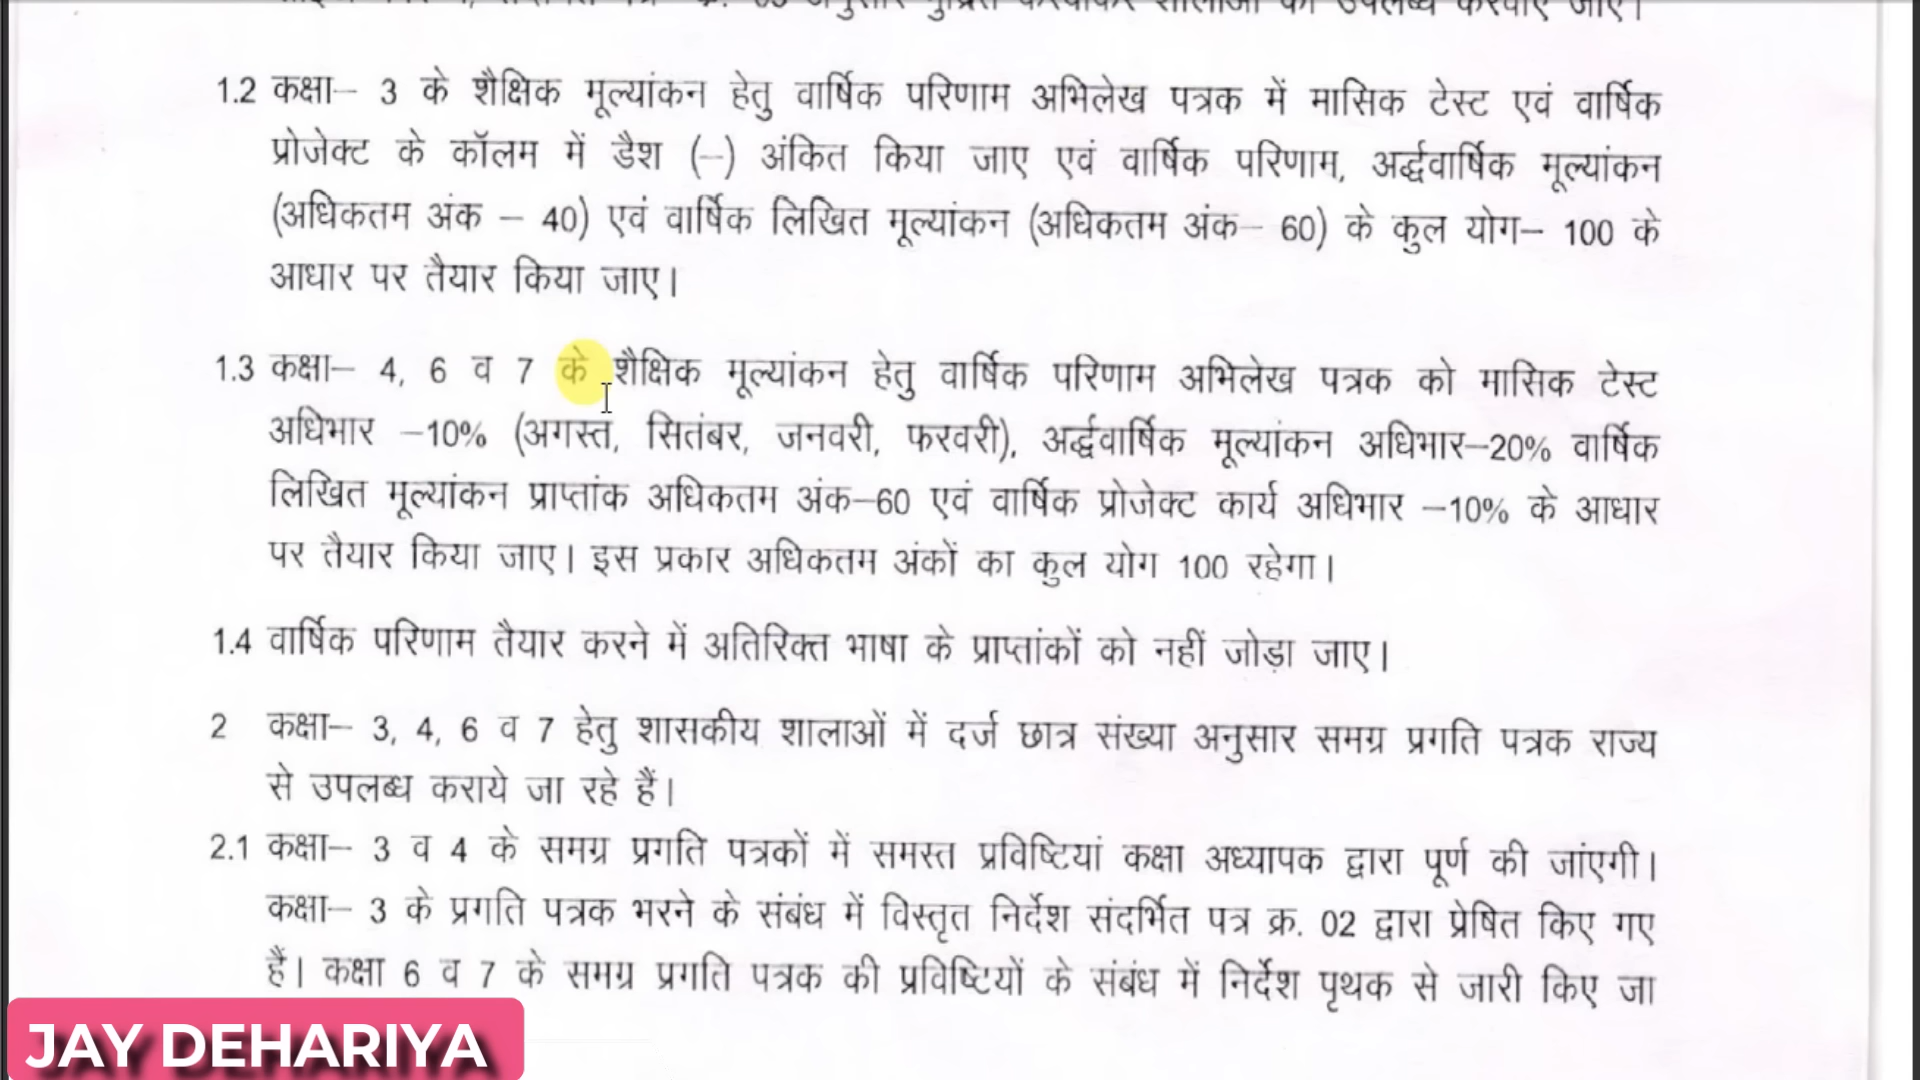 1.2 कक्षा– 3 के शैक्षिक मूल्यांकन हेतु वार्षिक परिणाम अभिलेख पत्रक में मासिक टेस्ट एवं वार्षिक
प्रोजेक्ट के कॉलम में डैश (–) अंकित किया जाए एवं वार्षिक परिणाम, अर्द्धवार्षिक मूल्यांकन
(अधिकतम अंक – 40) एवं वार्षिक लिखित मूल्यांकन (अधिकतम अंक– 60) के कुल योग– 100 के
आधार पर तैयार किया जाए।
1.3 कक्षा– 4, 6 व 7 के शैक्षिक मूल्यांकन हेतु वार्षिक परिणाम अभिलेख पत्रक को मासिक टेस्ट
अधिभार –10% (अगस्त, सितंबर, जनवरी, फरवरी), अर्द्धवार्षिक मूल्यांकन अधिभार–20% वार्षिक
लिखित मूल्यांकन प्राप्तांक अधिकतम अंक–60 एवं वार्षिक प्रोजेक्ट कार्य अधिभार –10% के आधार
पर तैयार किया जाए। इस प्रकार अधिकतम अंकों का कुल योग 100 रहेगा।
1.4 वार्षिक परिणाम तैयार करने में अतिरिक्त भाषा के प्राप्तांकों को नहीं जोड़ा जाए।
2 कक्षा– 3, 4, 6 व 7 हेतु शासकीय शालाओं में दर्ज छात्र संख्या अनुसार समग्र प्रगति पत्रक राज्य
से उपलब्ध कराये जा रहे हैं।
2.1 कक्षा– 3 व 4 के समग्र प्रगति पत्रकों में समस्त प्रविष्टियां कक्षा अध्यापक द्वारा पूर्ण की जांएगी।
कक्षा– 3 के प्रगति पत्रक भरने के संबंध में विस्तृत निर्देश संदर्भित पत्र क्र. 02 द्वारा प्रेषित किए गए
हैं। कक्षा 6 व 7 के समग्र प्रगति पत्रक की प्रविष्टियों के संबंध में निर्देश पृथक से जारी किए जा
JAY DEHARIYA